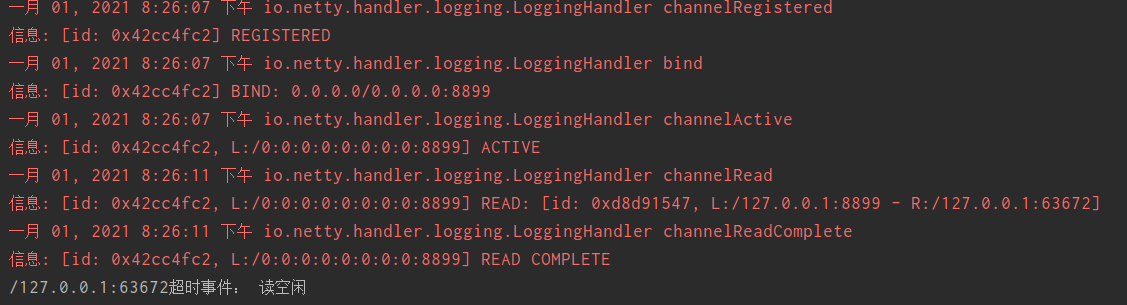 一月 01, 2021 8:26:07 下午 io.netty.handler.logging.LoggingHandler channelRegistered
信息: [id: 0x42cc4fc2] REGISTERED
一月 01, 2021 8:26:07 下午 io.netty.handler.logging.LoggingHandler bind
信息: [id: 0x42cc4fc2] BIND: 0.0.0.0/0.0.0.0:8899
一月 01, 2021 8:26:07 下午 io.netty.handler.logging.LoggingHandler channelActive
信息: [id: 0x42cc4fc2, L:/0:0:0:0:0:0:0:0:8899] ACTIVE
一月 01, 2021 8:26:11 下午 io.netty.handler.logging.LoggingHandler channelRead
信息: [id: 0x42cc4fc2, L:/0:0:0:0:0:0:0:0:8899] READ: [id: 0xd8d91547, L:/127.0.0.1:8899 - R:/127.0.0.1:63672]
一月 01, 2021 8:26:11 下午 io.netty.handler.logging.LoggingHandler channelReadComplete
信息: [id: 0x42cc4fc2, L:/0:0:0:0:0:0:0:0:8899] READ COMPLETE
/127.0.0.1:63672超时事件: 读空闲